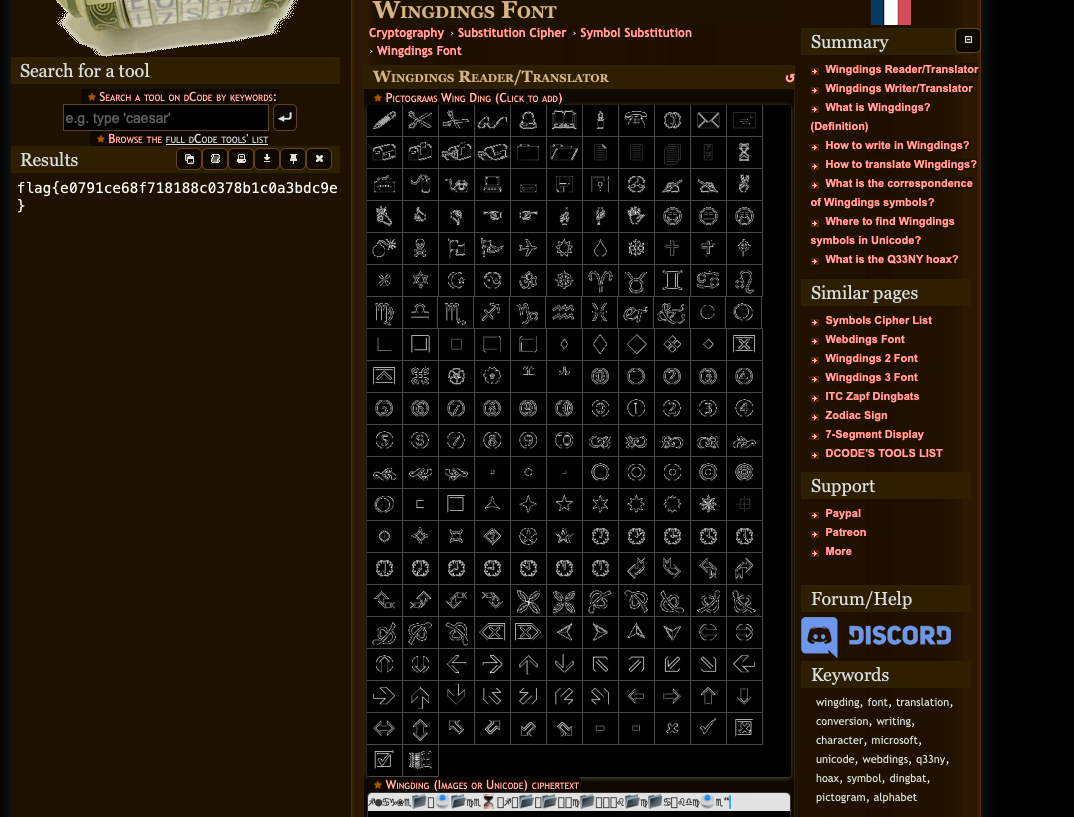 WINGDINGS FONT
Cryptography › Substitution Cipher › Symbol Substitution
› Wingdings Font
Search for a tool
SEARCH A TOOL ON DCODE BY KEYWORDS:
e.g. type 'caesar'
BROWSE THE FULL DCODE TOOLS' LIST
Results
flag{e0791ce68f718188c0378b1c0a3bdc9e
}
WINGDINGS READER/TRANSLATOR
PICTOGRAMS WING DING (CLICK TO ADD)
WINGDING (IMAGES OR UNICODE) CIPHERTEXT
Summary
Wingdings Reader/Translator
Wingdings Writer/Translator
What is Wingdings?
(Definition)
How to write in Wingdings?
How to translate Wingdings?
What is the correspondence
of Wingdings symbols?
Where to find Wingdings
symbols in Unicode?
What is the Q33NY hoax?
Similar pages
Symbols Cipher List
Webdings Font
Wingdings 2 Font
Wingdings 3 Font
ITC Zapf Dingbats
Zodiac Sign
7-Segment Display
DCODE'S TOOLS LIST
Support
Paypal
Patreon
More
Forum/Help
DISCORD
Keywords
wingding, font, translation,
conversion, writing,
character, microsoft,
unicode, webdings, q33ny,
hoax, symbol, dingbat,
pictogram, alphabet